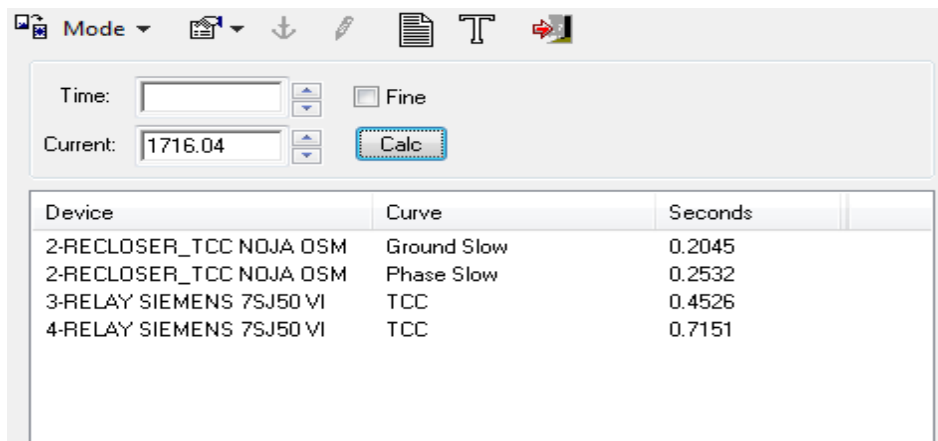 Mode
Time:
Fine
Current: 1716.04
Calc
Device Curve Seconds
2-RECLOSER_TCC NOJA OSM Ground Slow 0.2045
2-RECLOSER_TCC NOJA OSM Phase Slow 0.2532
3-RELAY SIEMENS 7SJ50 VI TCC 0.4526
4-RELAY SIEMENS 7SJ50 VI TCC 0.7151